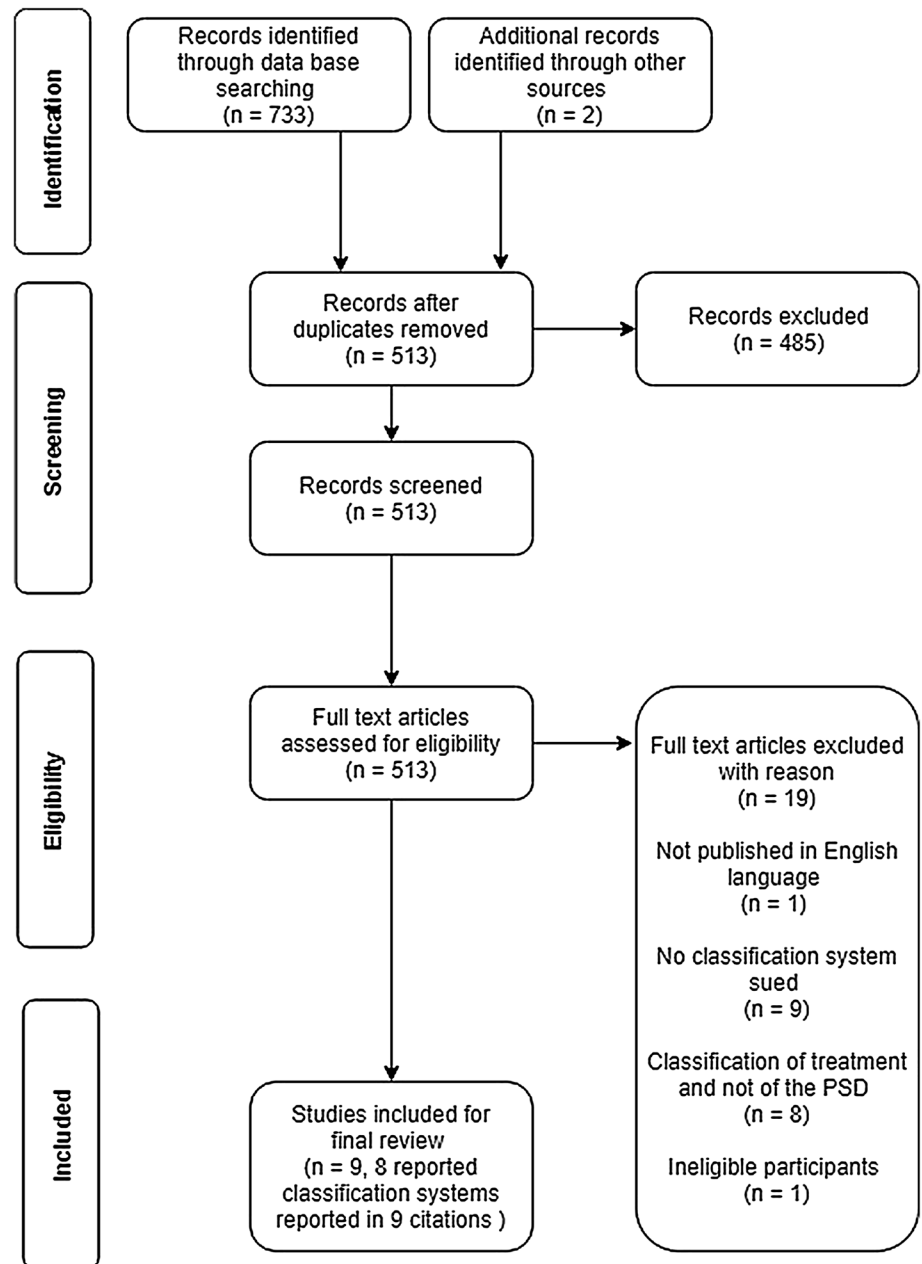 Identification
Records identified
through data base
searching
(n = 733)
Additional records
identified through other
sources
(n = 2)
Screening
Records after
duplicates removed
(n = 513)
Records excluded
(n = 485)
Records screened
(n = 513)
Eligibility
Full text articles
assessed for eligibility
(n = 513)
Full text articles excluded
with reason
(n = 19)
Not published in English
language
(n = 1)
No classification system
sued
(n = 9)
Classification of treatment
and not of the PSD
(n = 8)
Ineligible participants
(n = 1)
Included
Studies included for
final review
(n = 9, 8 reported
classification systems
reported in 9 citations )